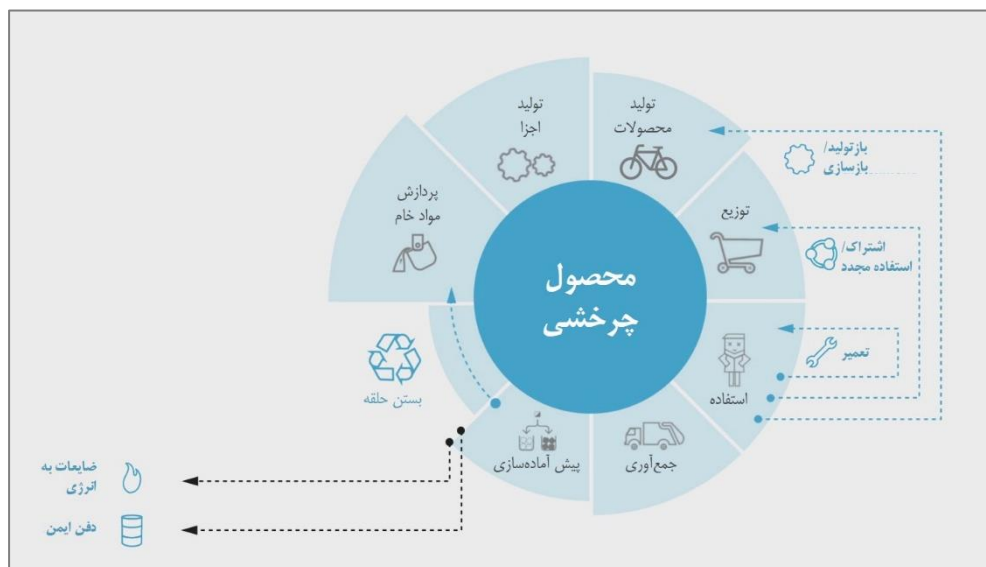 محصول
چرخشی
تولید
محصولات
توزیع
استفاده
جمع‌آوری
پیش آماده‌سازی
بستن حلقه
پردازش
مواد خام
تولید
اجزا
بازتولید/
بازسازی
اشتراک/
استفاده مجدد
تعمیر
ضایعات به
انرژی
دفن ایمن